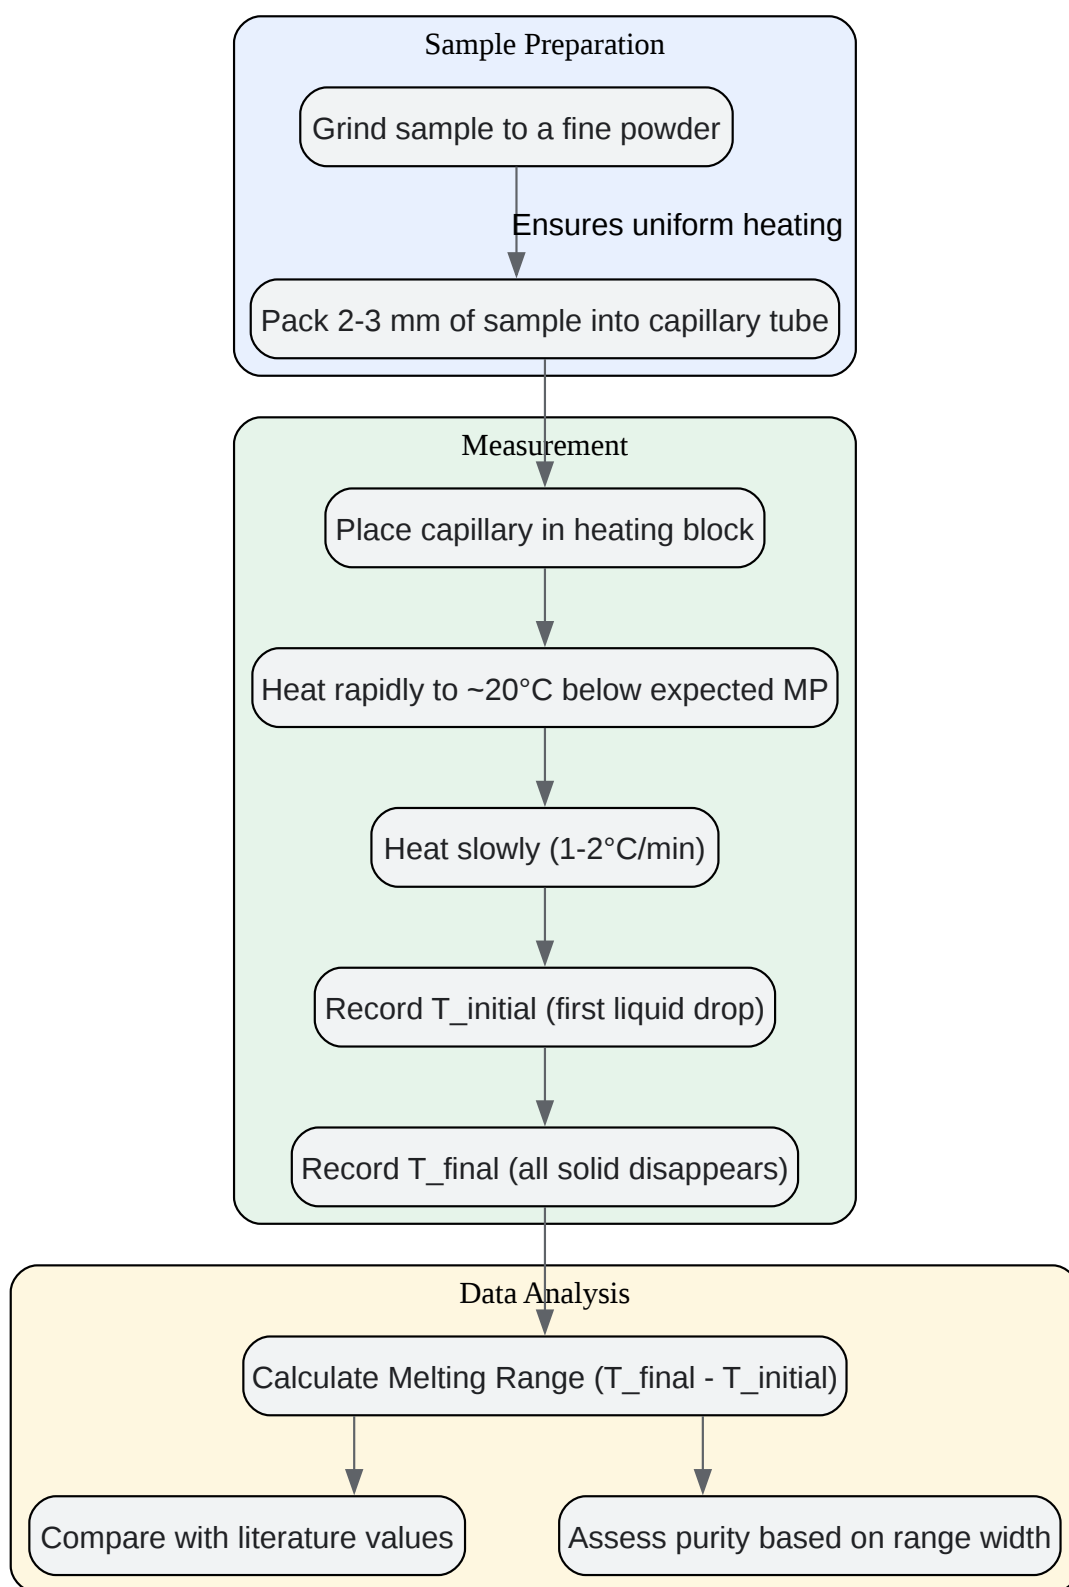 Sample Preparation
Grind sample to a fine powder
Ensures uniform heating
Pack 2-3 mm of sample into capillary tube
Measurement
Place capillary in heating block
Heat rapidly to ~20°C below expected MP
Heat slowly (1-2°C/min)
Record T_initial (first liquid drop)
Record T_final (all solid disappears)
Data Analysis
Calculate Melting Range (T_final - T_initial)
Compare with literature values
Assess purity based on range width